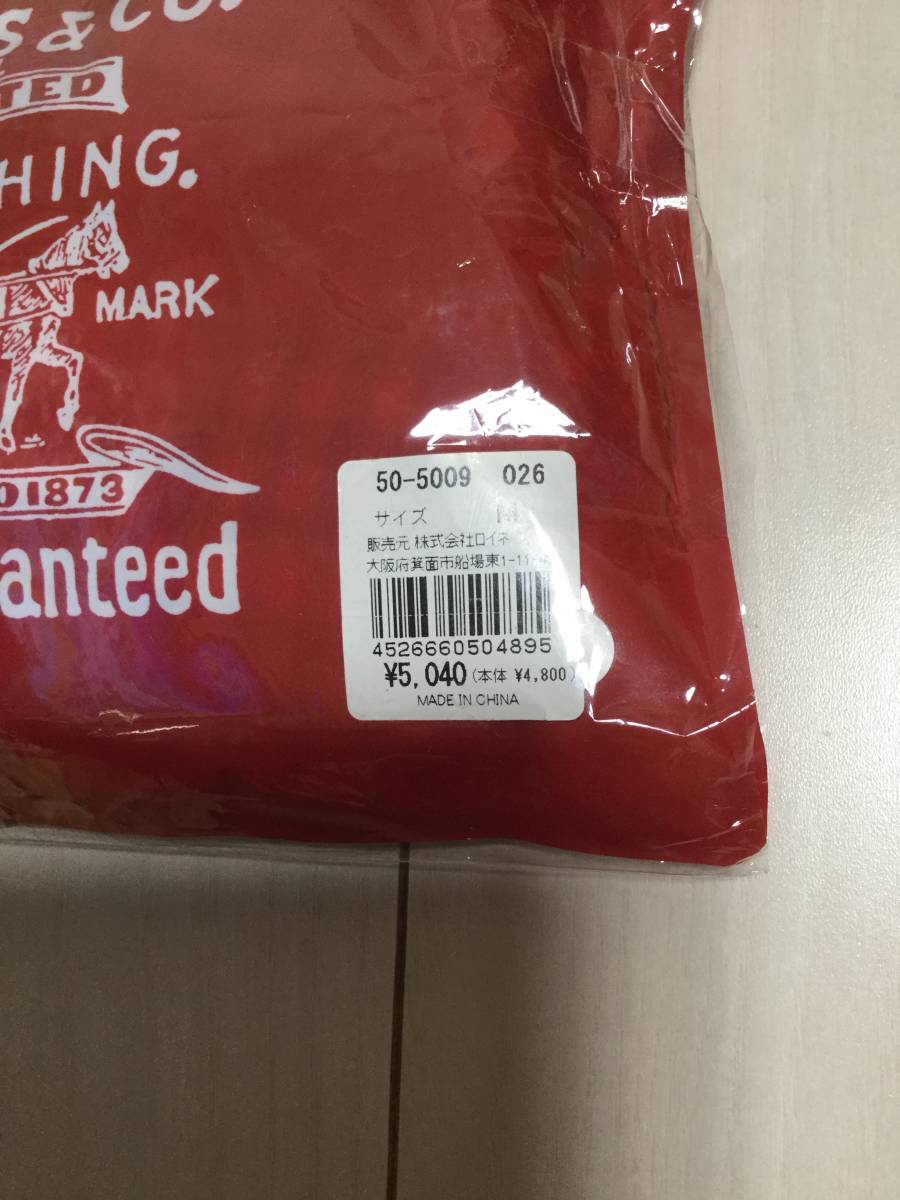 S & CO.
TED
HING.
MARK
D 1873
anteed
50-5009 026
サイズ M
販売元 株式会社ロイネ
大阪府箕面市船場東1-11-
4526660504895
¥5,040 (本体 ¥4,800)
MADE IN CHINA